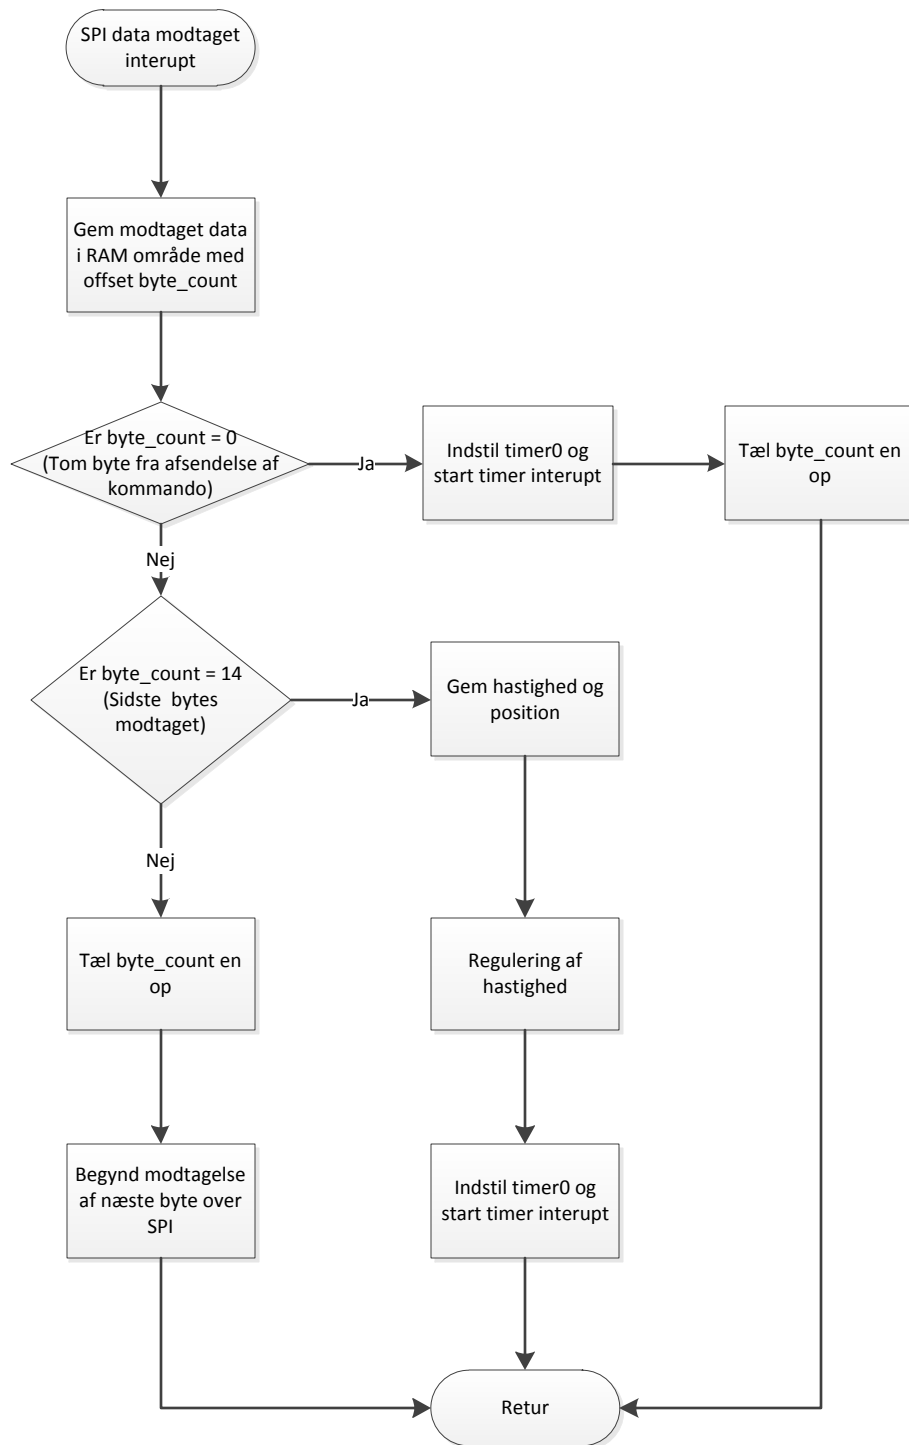 SPI data modtaget
interupt
Gem modtaget data
i RAM område med
offset byte_count
Er byte_count = 0
(Tom byte fra afsendelse af
kommando)
Ja
Indstil timer0 og
start timer interupt
Tæl byte_count en
op
Nej
Er byte_count = 14
(Sidste  bytes
modtaget)
Ja
Gem hastighed og
position
Nej
Tæl byte_count en
op
Regulering af
hastighed
Begynd modtagelse
af næste byte over
SPI
Indstil timer0 og
start timer interupt
Retur